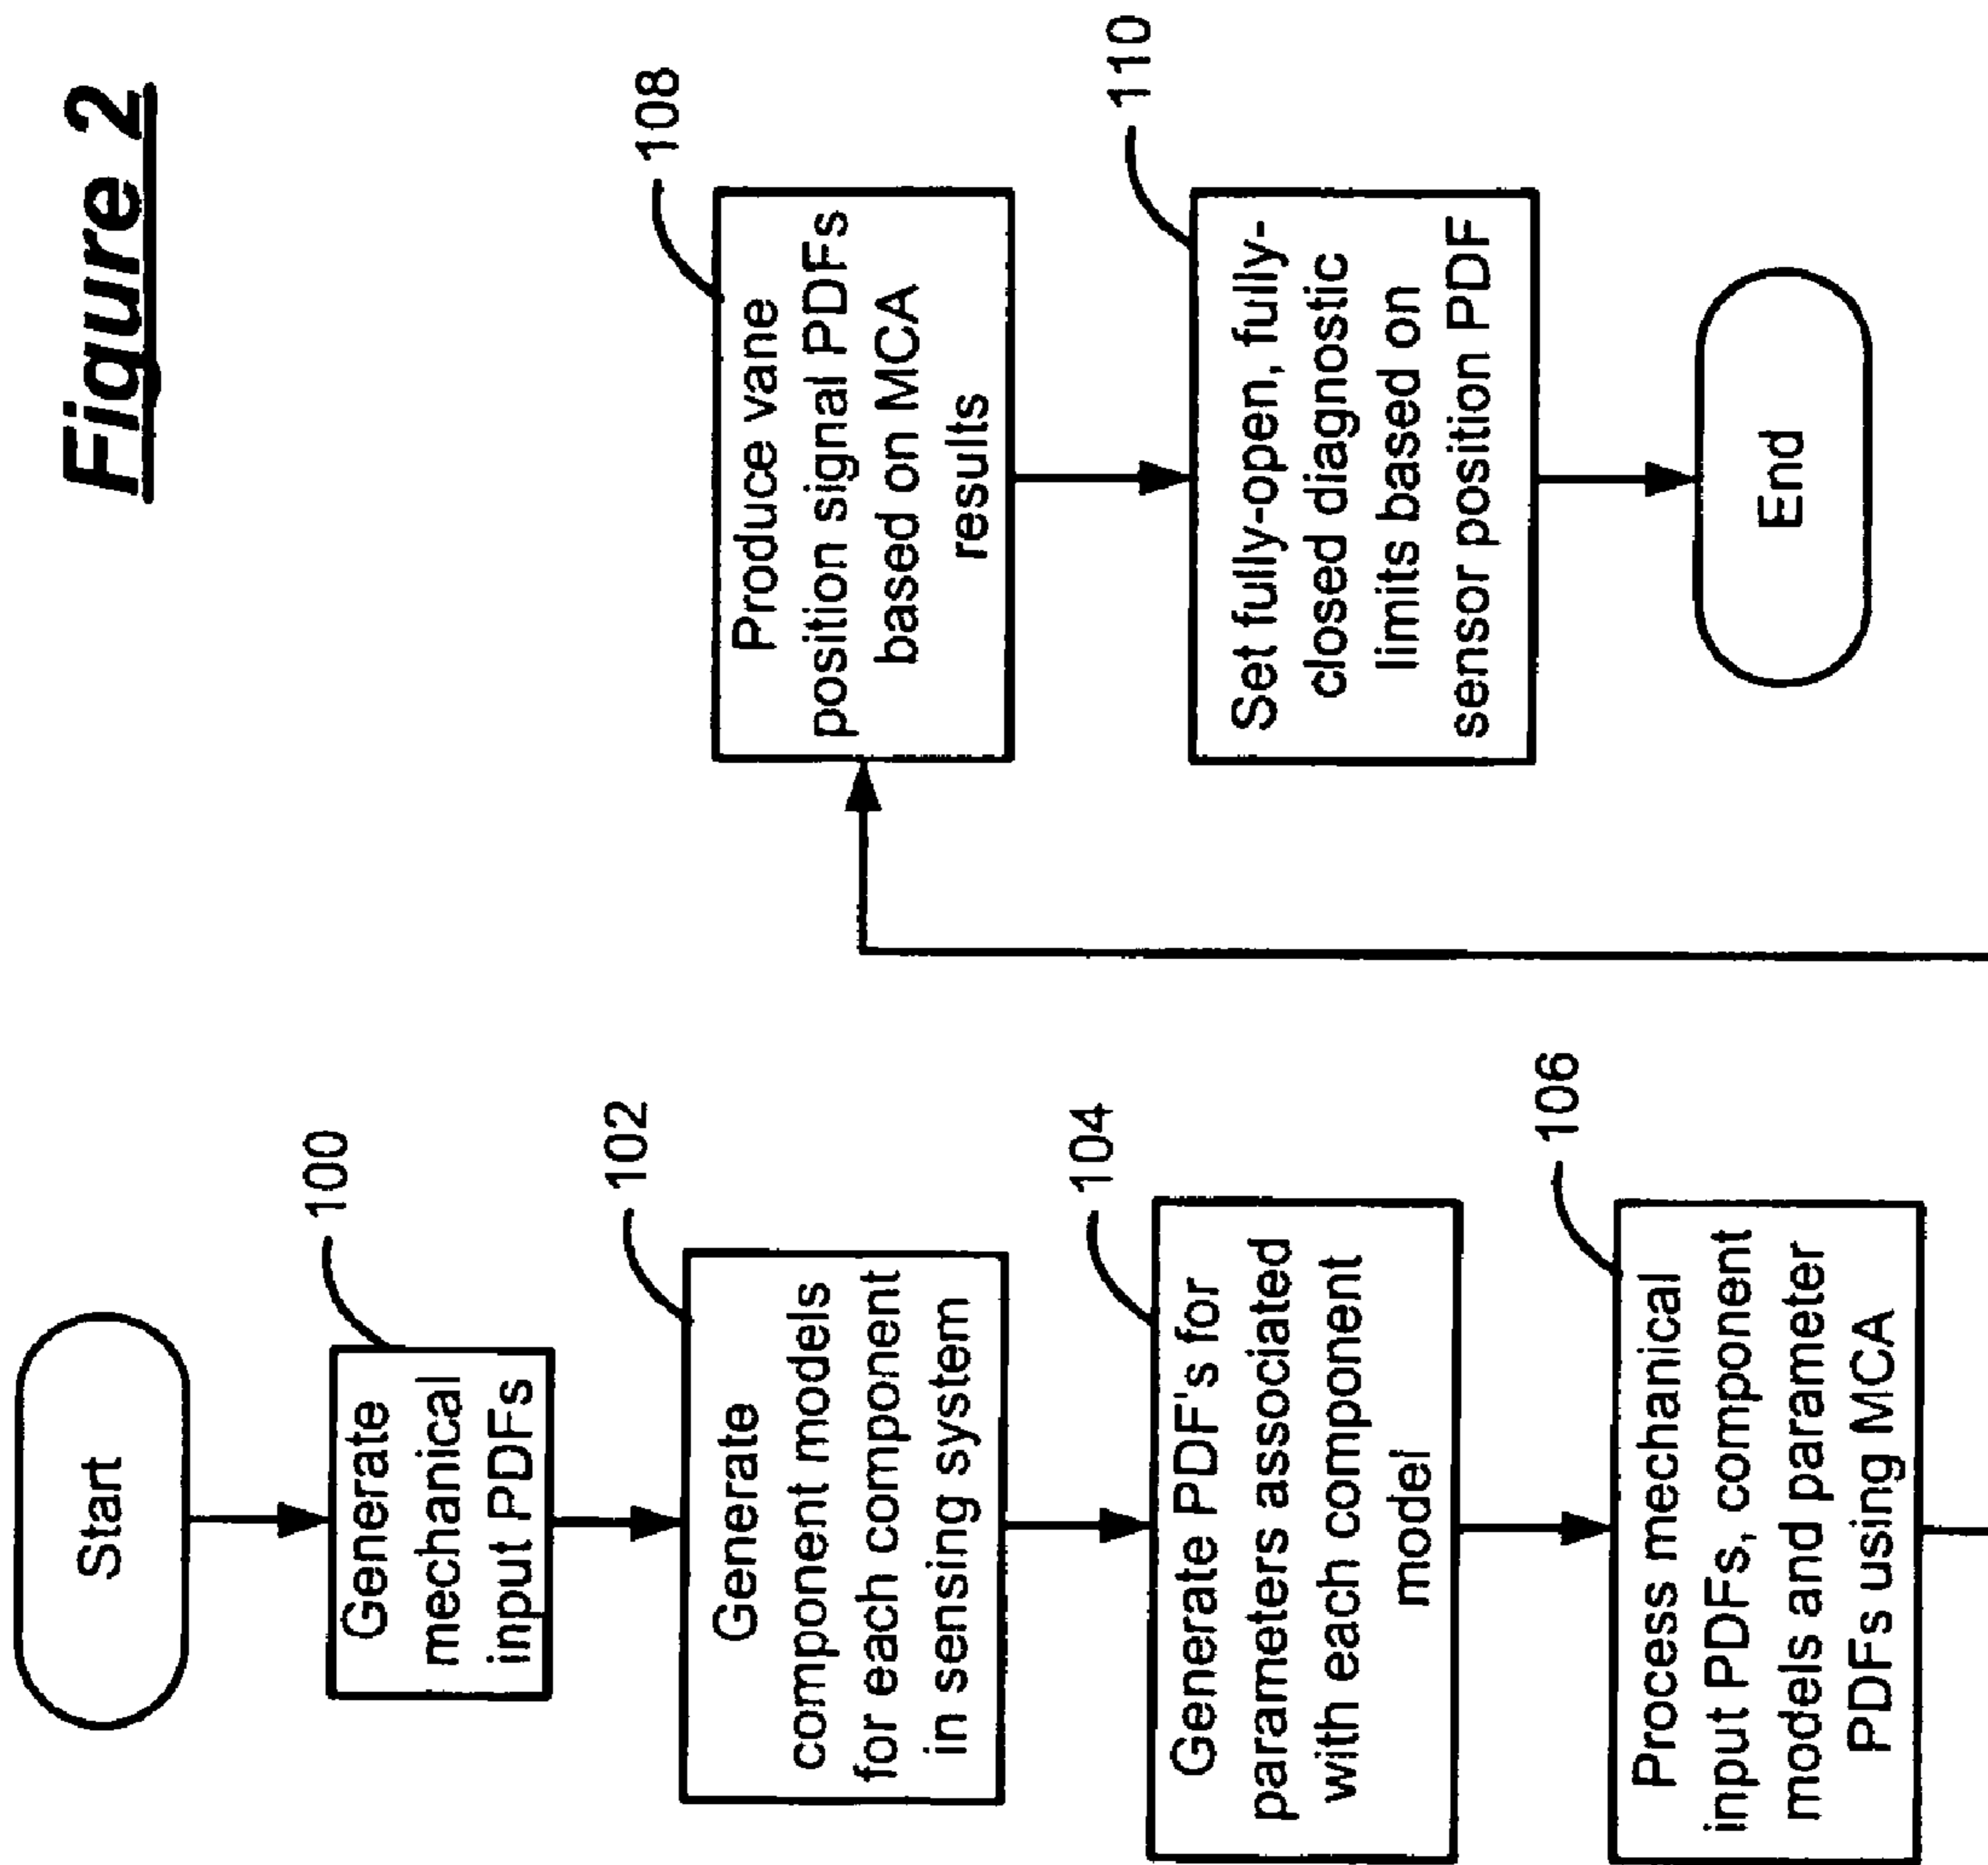 Figure 2
Start
100
Generate
mechanical
input PDFs
102
Generate
component models
for each component
in sensing system
104
Generate PDF's for
parameters associated
with each component
model
106
Process mechanical
input PDFs, component
models and parameter
PDFs using MCA
108
Produce vane
position signal PDFs
based on MCA
results
110
Set fully-open, fully-
closed diagnostic
limits based on
sensor position PDF
End